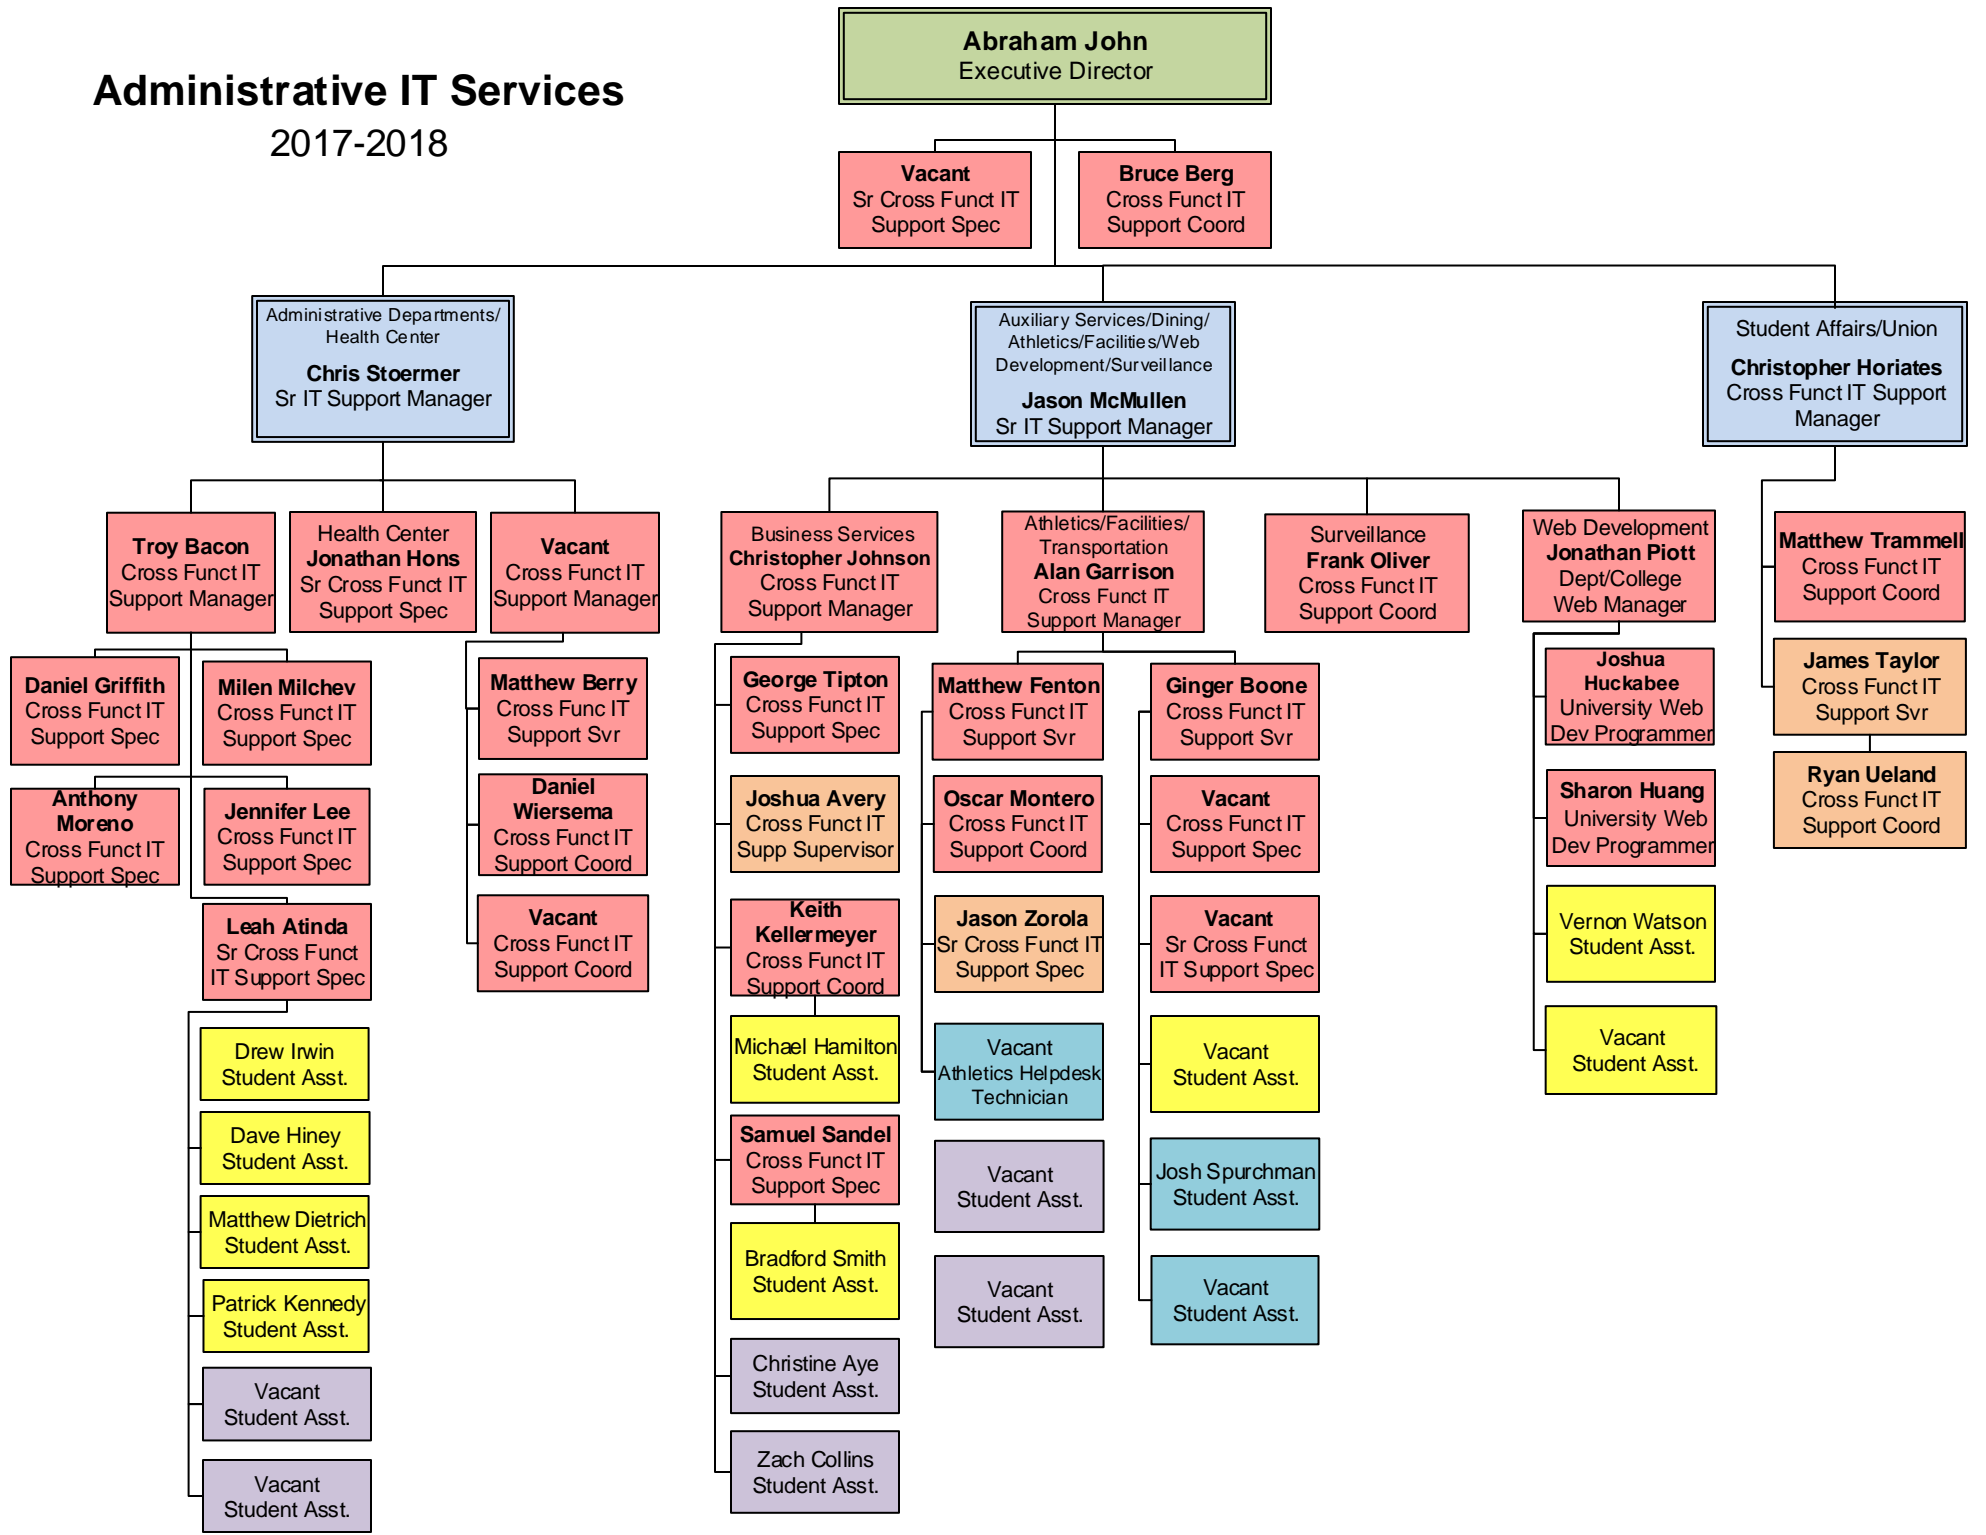 Administrative IT Services
2017-2018
Abraham John
Executive Director
Vacant
Sr Cross Funct IT
Support Spec
Bruce Berg
Cross Funct IT
Support Coord
Administrative Departments/
Health Center
Chris Stoermer
Sr IT Support Manager
Auxiliary Services/Dining/
Athletics/Facilities/Web
Development/Surveillance
Jason McMullen
Sr IT Support Manager
Student Affairs/Union
Christopher Horiates
Cross Funct IT Support
Manager
Troy Bacon
Cross Funct IT
Support Manager
Health Center
Jonathan Hons
Sr Cross Funct IT
Support Spec
Vacant
Cross Funct IT
Support Manager
Business Services
Christopher Johnson
Cross Funct IT
Support Manager
Athletics/Facilities/
Transportation
Alan Garrison
Cross Funct IT
Support Manager
Surveillance
Frank Oliver
Cross Funct IT
Support Coord
Web Development
Jonathan Piott
Dept/College
Web Manager
Matthew Trammell
Cross Funct IT
Support Coord
Daniel Griffith
Cross Funct IT
Support Spec
Milen Milchev
Cross Funct IT
Support Spec
Anthony
Moreno
Cross Funct IT
Support Spec
Jennifer Lee
Cross Funct IT
Support Spec
Leah Atinda
Sr Cross Funct
IT Support Spec
Drew Irwin
Student Asst.
Dave Hiney
Student Asst.
Matthew Dietrich
Student Asst.
Patrick Kennedy
Student Asst.
Vacant
Student Asst.
Vacant
Student Asst.
Matthew Berry
Cross Func IT
Support Svr
Daniel
Wiersema
Cross Funct IT
Support Coord
Vacant
Cross Funct IT
Support Coord
George Tipton
Cross Funct IT
Support Spec
Joshua Avery
Cross Funct IT
Supp Supervisor
Keith
Kellermeyer
Cross Funct IT
Support Coord
Michael Hamilton
Student Asst.
Samuel Sandel
Cross Funct IT
Support Spec
Bradford Smith
Student Asst.
Christine Aye
Student Asst.
Zach Collins
Student Asst.
Matthew Fenton
Cross Funct IT
Support Svr
Oscar Montero
Cross Funct IT
Support Coord
Jason Zorola
Sr Cross Funct IT
Support Spec
Vacant
Athletics Helpdesk
Technician
Vacant
Student Asst.
Vacant
Student Asst.
Ginger Boone
Cross Funct IT
Support Svr
Vacant
Cross Funct IT
Support Spec
Vacant
Sr Cross Funct
IT Support Spec
Vacant
Student Asst.
Josh Spurchman
Student Asst.
Vacant
Student Asst.
Joshua
Huckabee
University Web
Dev Programmer
Sharon Huang
University Web
Dev Programmer
Vernon Watson
Student Asst.
Vacant
Student Asst.
James Taylor
Cross Funct IT
Support Svr
Ryan Ueland
Cross Funct IT
Support Coord